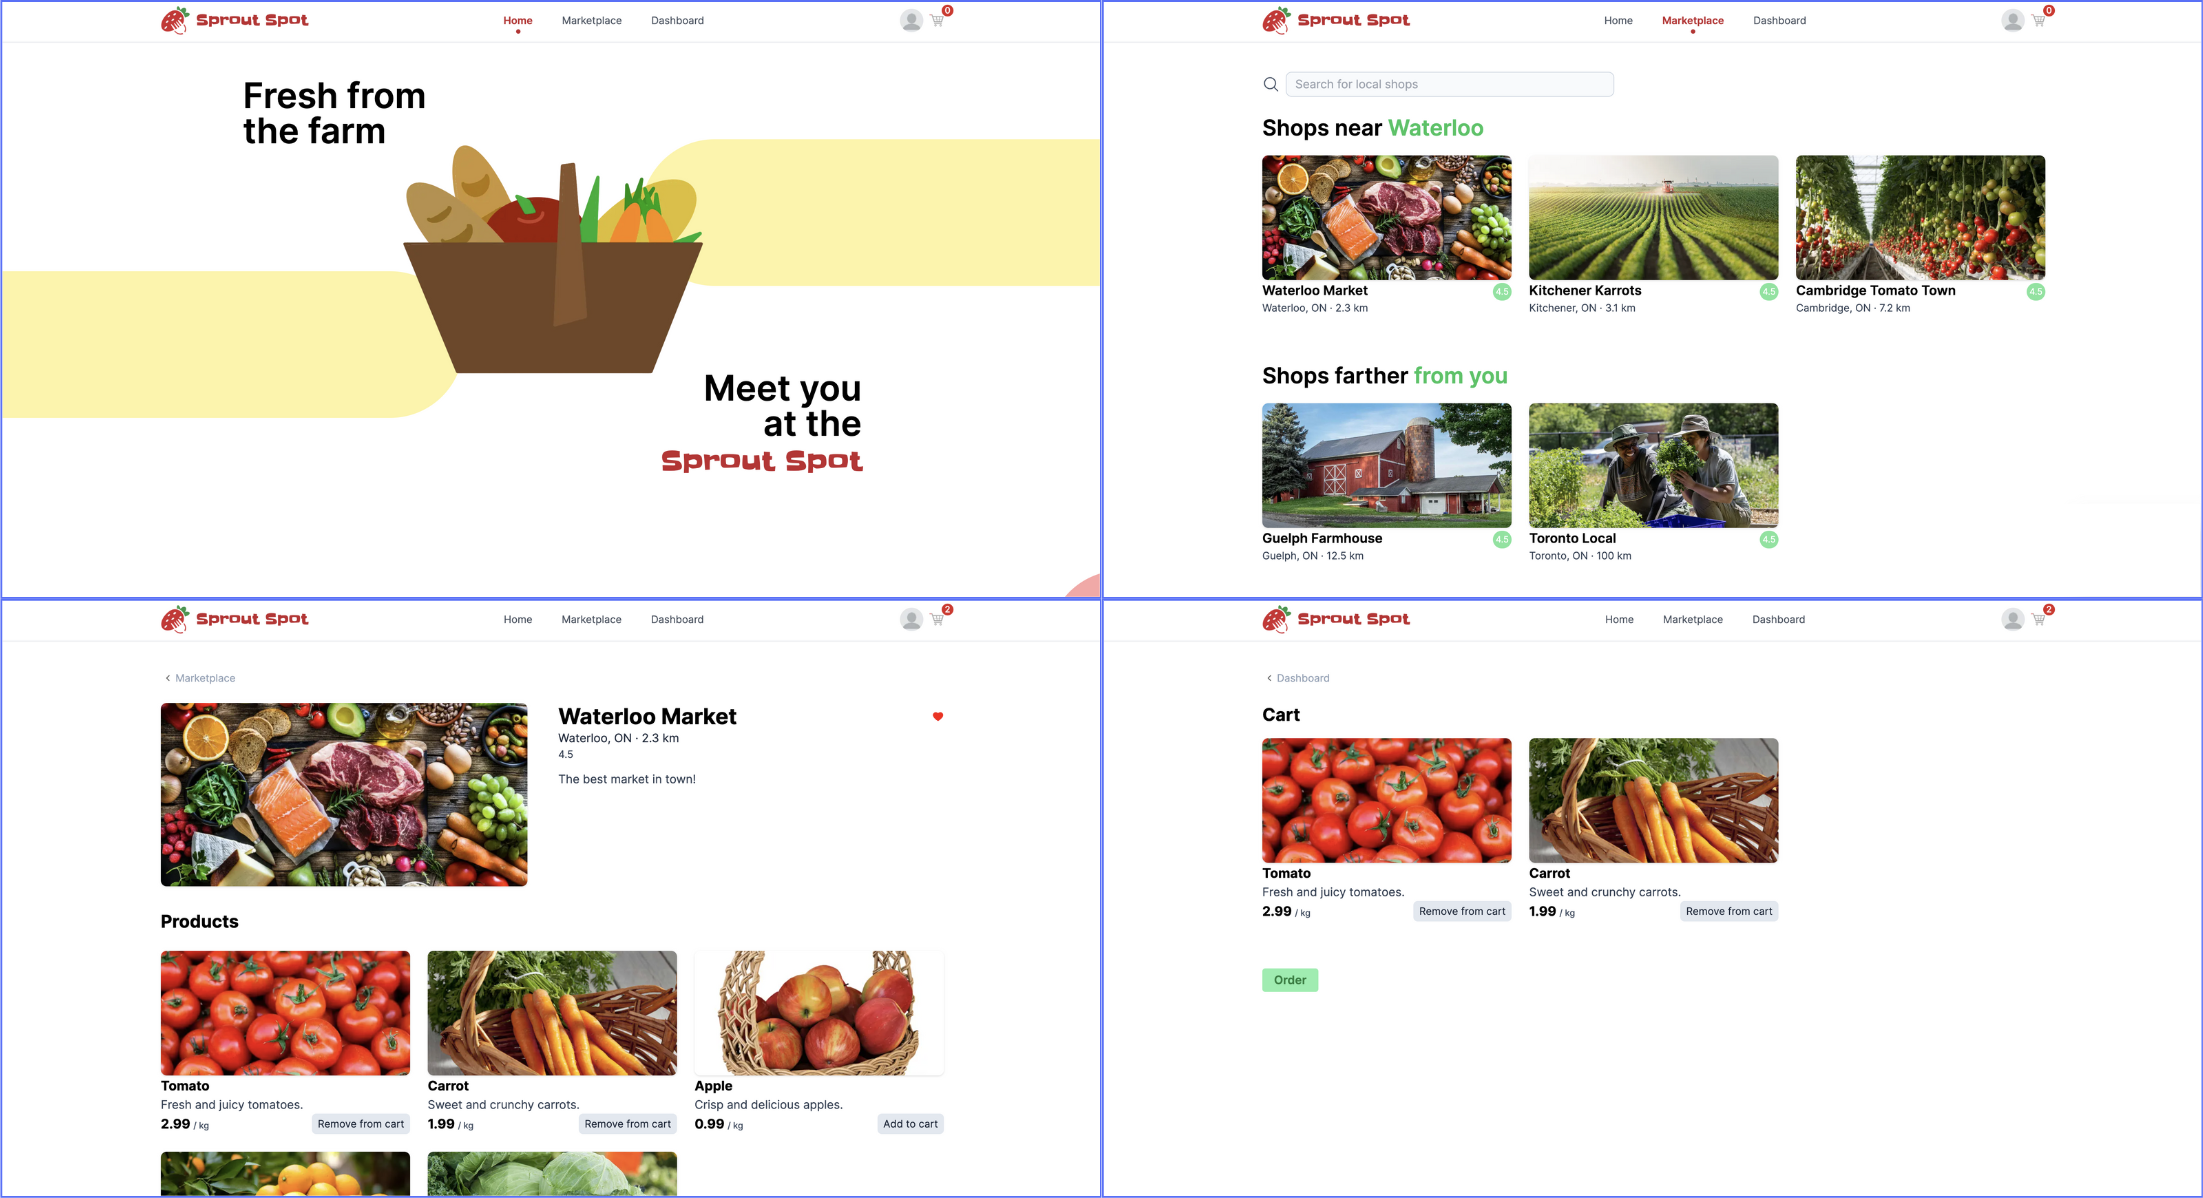 Sprout Spot
Home Marketplace Dashboard
0
Fresh from
the farm
Meet you
at the
Sprout Spot
Sprout Spot
Home Marketplace Dashboard
0
Search for local shops
Shops near Waterloo
Waterloo Market 4.5
Waterloo, ON · 2.3 km
Kitchener Karrots 4.5
Kitchener, ON · 3.1 km
Cambridge Tomato Town 4.5
Cambridge, ON · 7.2 km
Shops farther from you
Guelph Farmhouse 4.5
Guelph, ON · 12.5 km
Toronto Local 4.5
Toronto, ON · 100 km
Sprout Spot
Home Marketplace Dashboard
2
< Marketplace
Waterloo Market
Waterloo, ON · 2.3 km
4.5
The best market in town!
Products
Tomato
Fresh and juicy tomatoes.
2.99 / kg Remove from cart
Carrot
Sweet and crunchy carrots.
1.99 / kg Remove from cart
Apple
Crisp and delicious apples.
0.99 / kg Add to cart
Sprout Spot
Home Marketplace Dashboard
2
< Dashboard
Cart
Tomato
Fresh and juicy tomatoes.
2.99 / kg Remove from cart
Carrot
Sweet and crunchy carrots.
1.99 / kg Remove from cart
Order